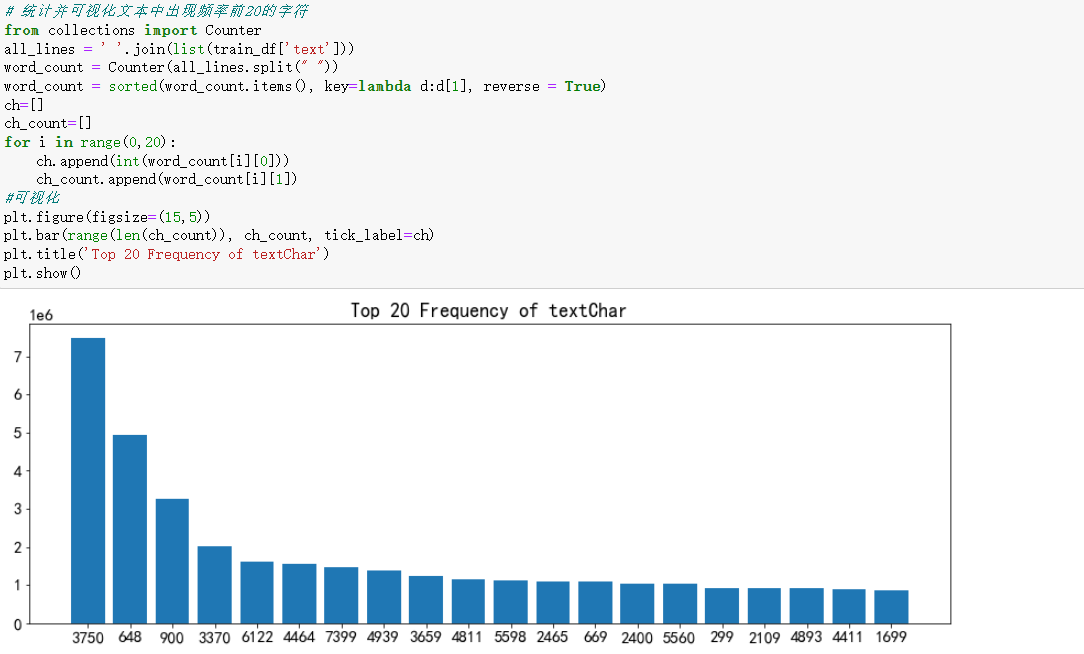 # 统计并可视化文本中出现频率前20的字符
from collections import Counter
all_lines = ' '.join(list(train_df['text']))
word_count = Counter(all_lines.split(" "))
word_count = sorted(word_count.items(), key=lambda d:d[1], reverse = True)
ch=[]
ch_count=[]
for i in range(0,20):
    ch.append(int(word_count[i][0]))
    ch_count.append(word_count[i][1])
#可视化
plt.figure(figsize=(15,5))
plt.bar(range(len(ch_count)), ch_count, tick_label=ch)
plt.title('Top 20 Frequency of textChar')
plt.show()
Top 20 Frequency of textChar
1e6
7
6
5
4
3
2
1
0
3750 648 900 3370 6122 4464 7399 4939 3659 4811 5598 2465 669 2400 5560 299 2109 4893 4411 1699